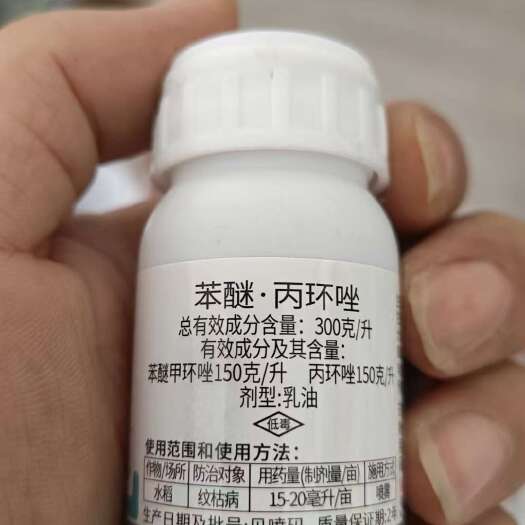 苯醚·丙环唑
总有效成分含量：300克/升
有效成分及其含量：
苯醚甲环唑150克/升 丙环唑150克/升
剂型:乳油
低毒
使用范围和使用方法：
作物/场所 防治对象 用药量(制剂量/亩) 施用方式
水稻 纹枯病 15-20毫升/亩 喷雾
生产日期及批号:见喷码 质量保证期:2年